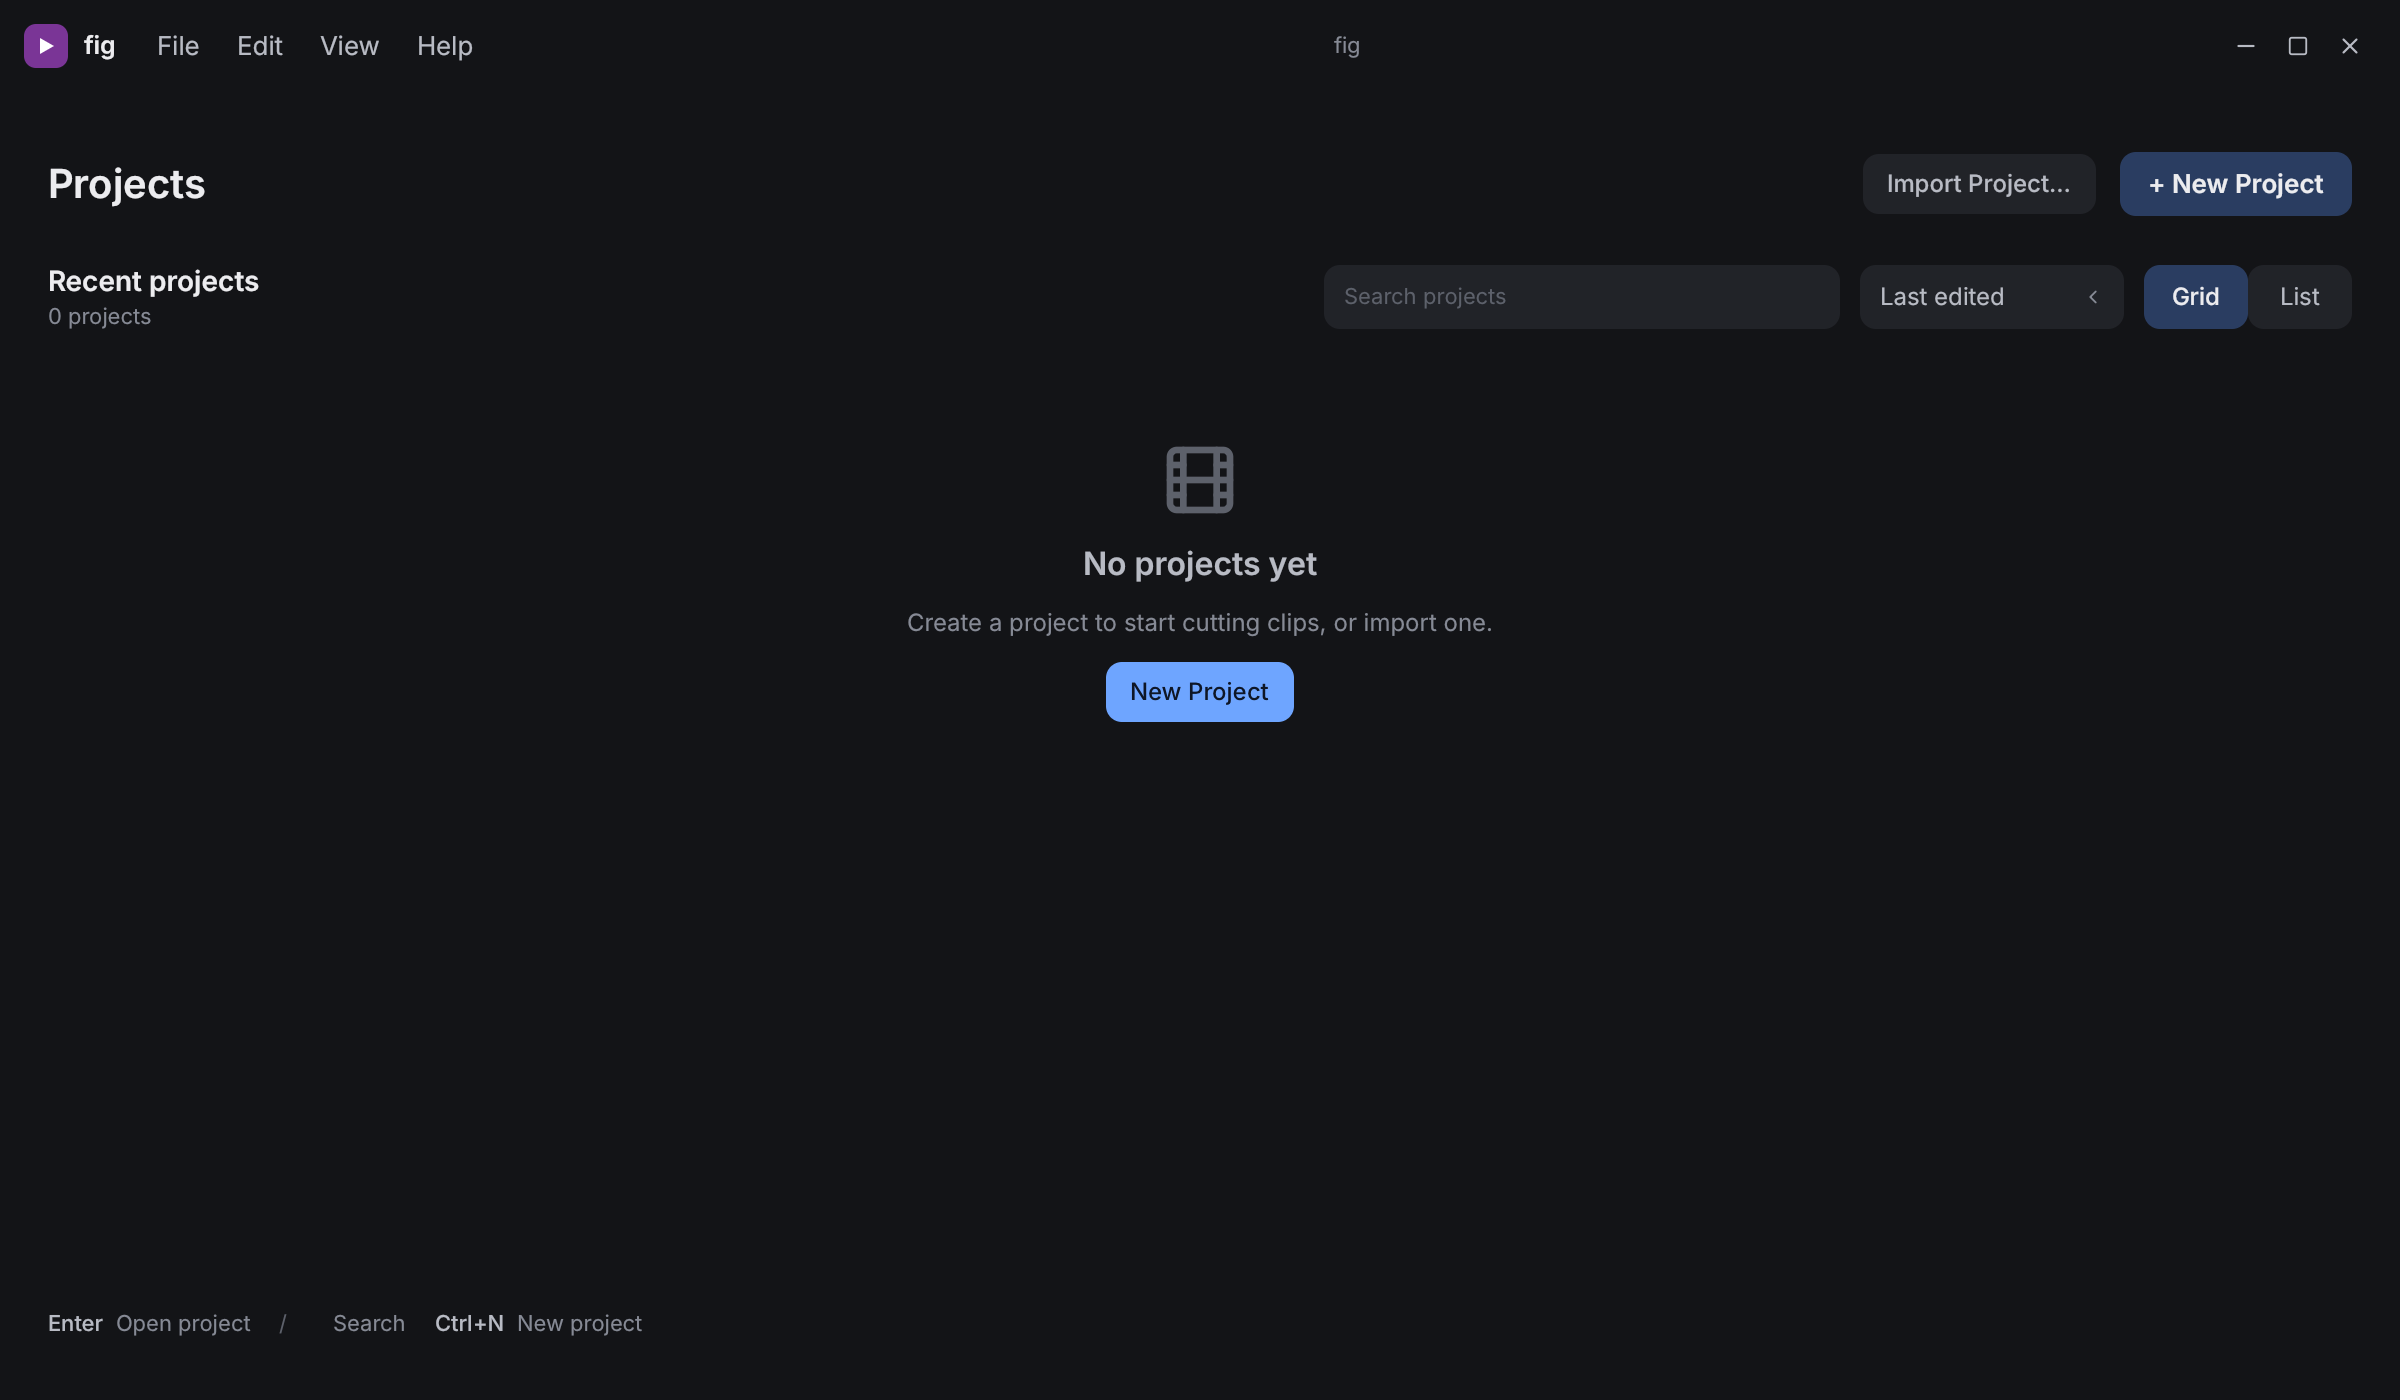 fig File Edit View Help fig
Projects Import Project... + New Project
Recent projects
0 projects
Search projects Last edited Grid List
No projects yet
Create a project to start cutting clips, or import one.
New Project
Enter Open project / Search Ctrl+N New project